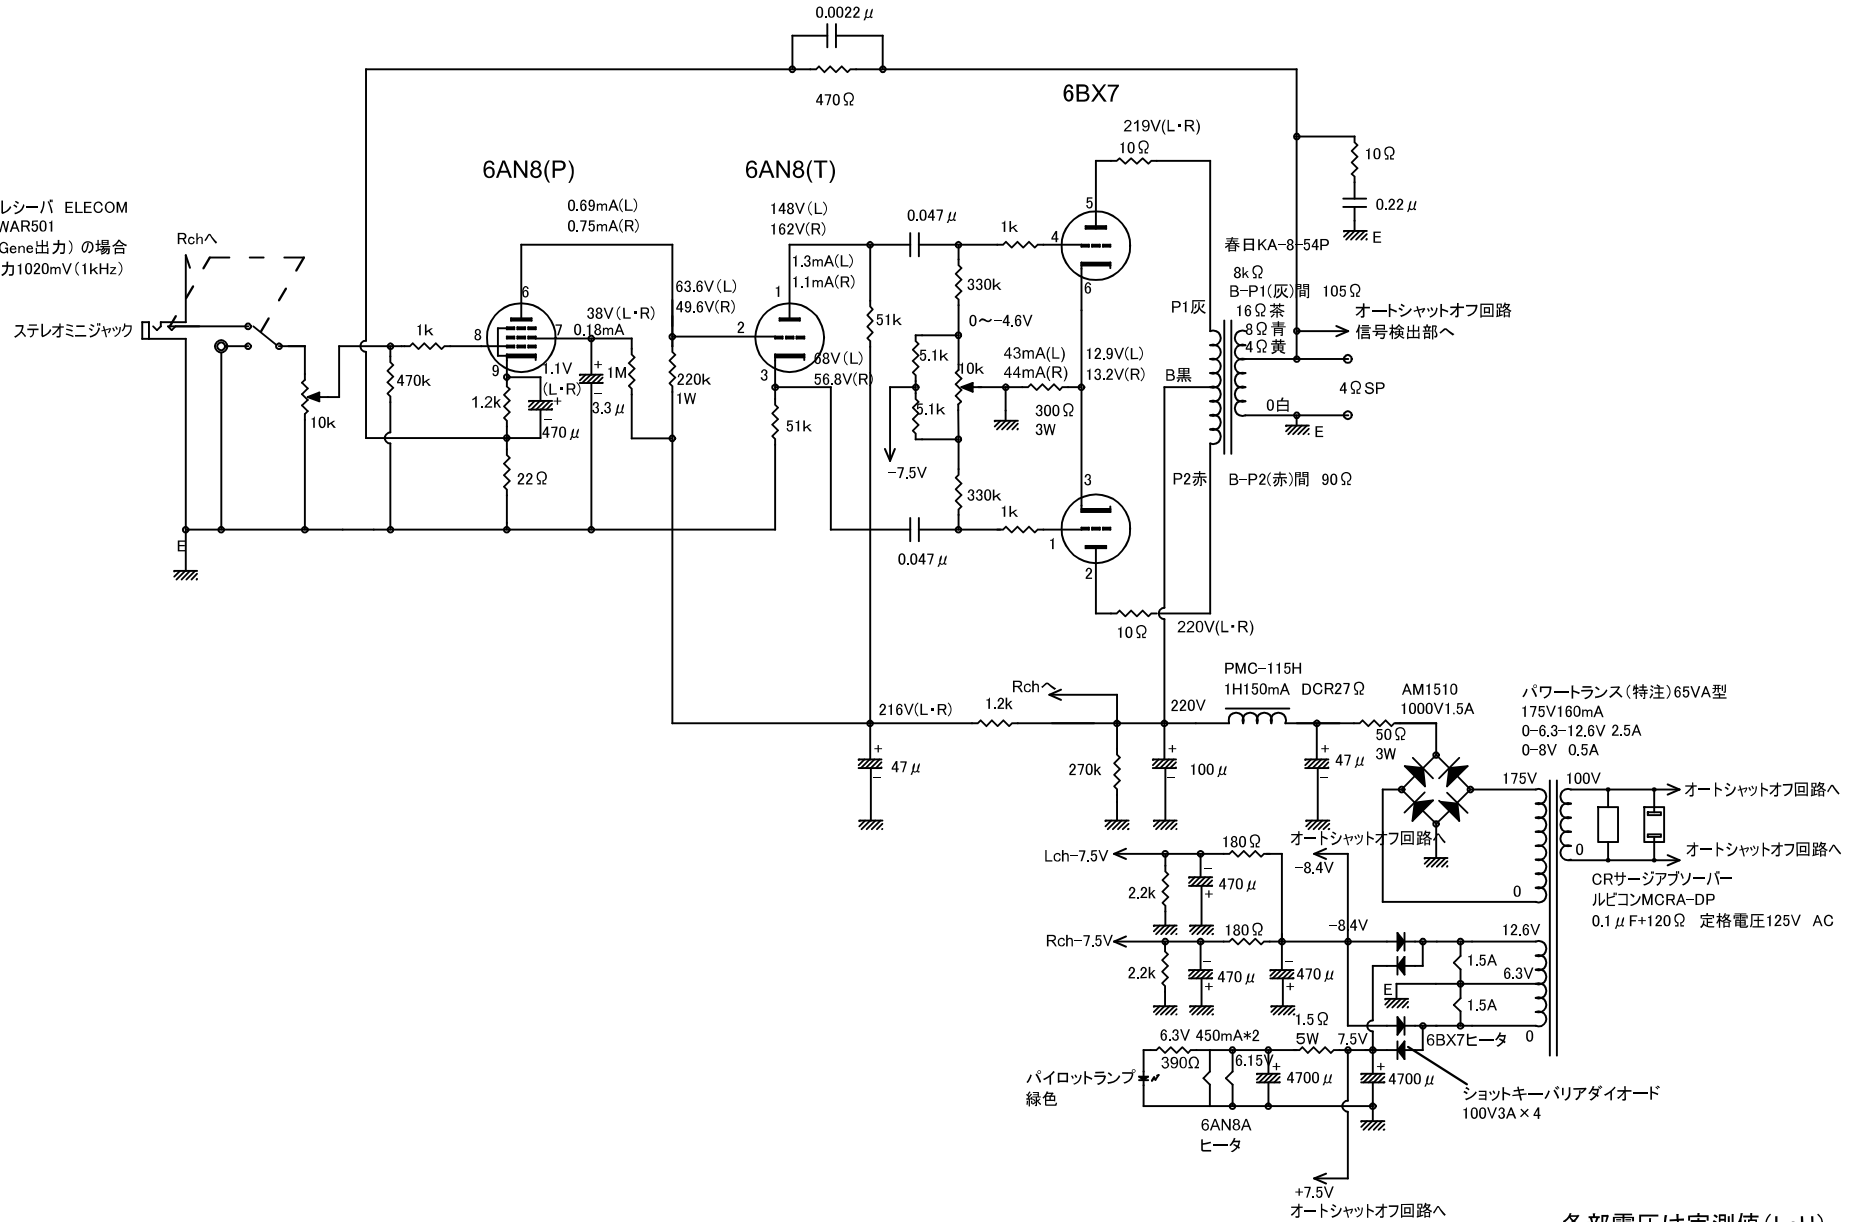 0.0022μ
470Ω
6BX7
219V(L・R)
10Ω
10Ω
0.22μ
E
6AN8(P)
6AN8(T)
0.69mA(L)
0.75mA(R)
148V(L)
162V(R)
0.047μ
1k
5
4
6
レシーバ ELECOM
WAR501
Gene出力)の場合
力1020mV(1kHz)
Rchへ
ステレオミニジャック
1k
470k
10k
6
8
7
9
38V(L・R)
0.18mA
1.1V
(L・R)
1.2k
470μ
22Ω
3.3μ
1M
63.6V(L)
49.6V(R)
220k
1W
1.3mA(L)
1.1mA(R)
1
2
3
68V(L)
56.8V(R)
51k
51k
330k
0〜-4.6V
5.1k
10k
5.1k
-7.5V
330k
43mA(L)
44mA(R)
300Ω
3W
12.9V(L)
13.2V(R)
春日KA-8-54P
8kΩ
B-P1(灰)間 105Ω
16Ω茶
8Ω青
4Ω黄
P1灰
B黒
0白
E
4ΩSP
オートシャットオフ回路
信号検出部へ
P2赤
B-P2(赤)間 90Ω
0.047μ
1k
3
1
2
10Ω
220V(L・R)
E
Rchへ
216V(L・R)
1.2k
220V
PMC-115H
1H150mA DCR27Ω
AM1510
1000V1.5A
50Ω
3W
47μ
270k
100μ
47μ
パワートランス(特注)65VA型
175V160mA
0-6.3-12.6V 2.5A
0-8V 0.5A
175V
100V
0
0
オートシャットオフ回路へ
オートシャットオフ回路へ
CRサージアブソーバー
ルビコンMCRA-DP
0.1μF+120Ω 定格電圧125V AC
オートシャットオフ回路へ
-8.4V
Lch-7.5V
180Ω
2.2k
470μ
Rch-7.5V
180Ω
-8.4V
2.2k
470μ
470μ
12.6V
1.5A
6.3V
E
1.5A
0
6BX7ヒータ
6.3V 450mA*2
390Ω
6.15V
1.5Ω
5W
7.5V
4700μ
4700μ
パイロットランプ
緑色
6AN8A
ヒータ
ショットキーバリアダイオード
100V3A×4
+7.5V
オートシャットオフ回路へ